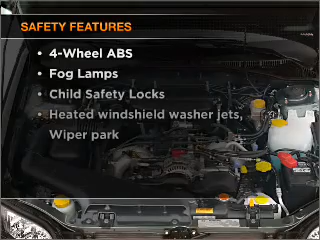 SAFETY FEATURES
• 4-Wheel ABS
• Fog Lamps
• Child Safety Locks
• Heated windshield washer jets,
Wiper park